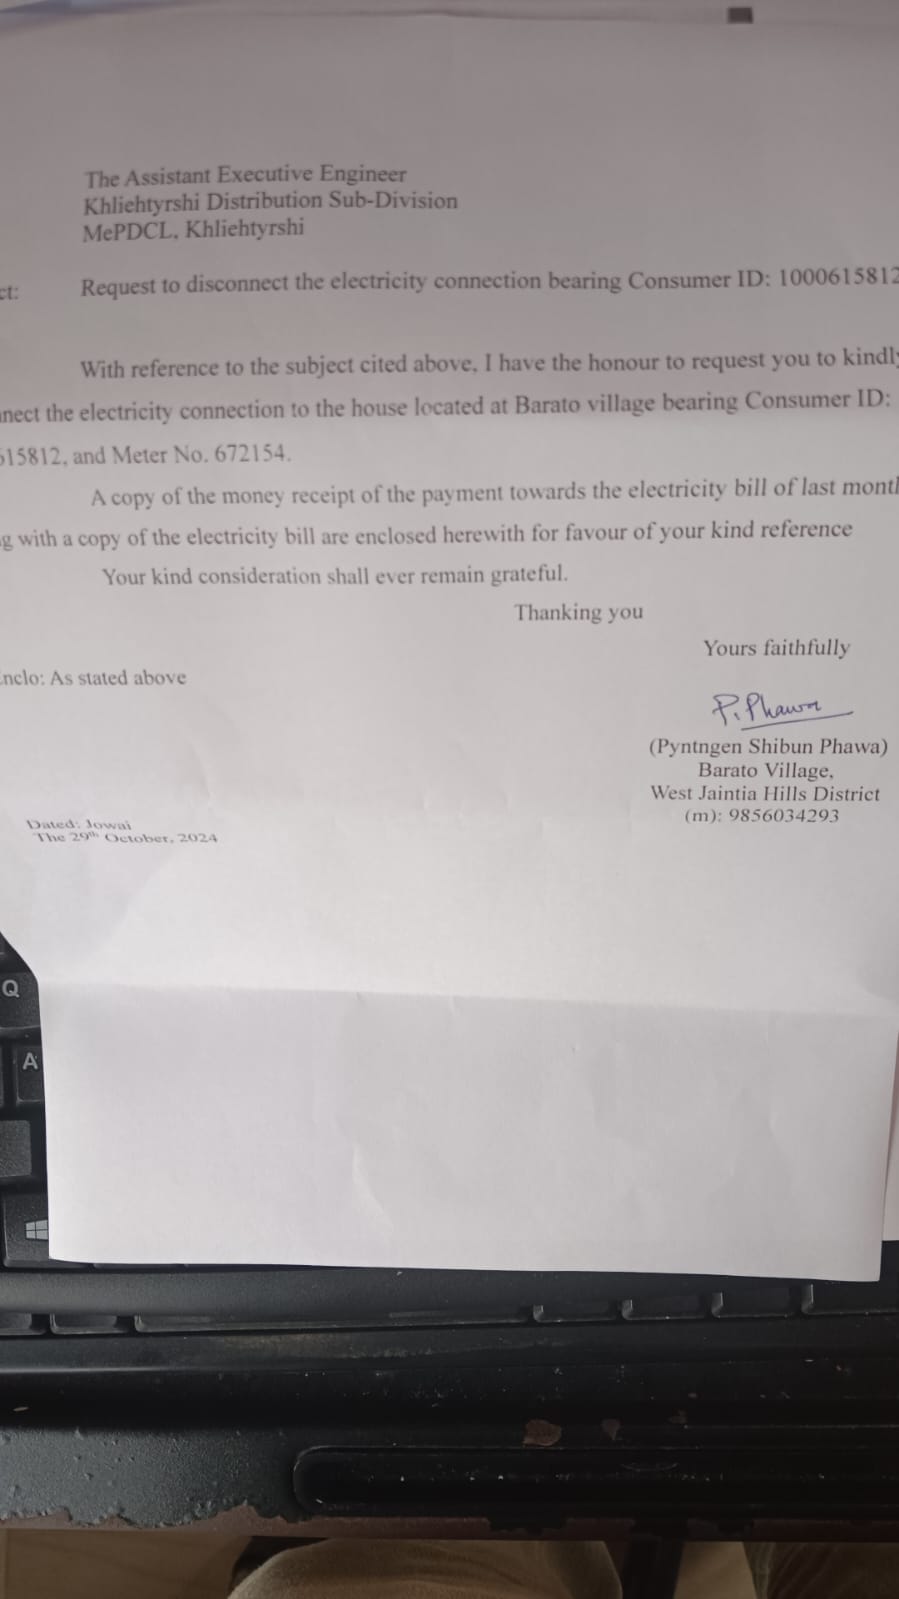 The Assistant Executive Engineer
Khliehtyrshi Distribution Sub-Division
MePDCL, Khliehtyrshi
ct: Request to disconnect the electricity connection bearing Consumer ID: 1000615812
With reference to the subject cited above, I have the honour to request you to kindly
nnect the electricity connection to the house located at Barato village bearing Consumer ID:
615812, and Meter No. 672154.
A copy of the money receipt of the payment towards the electricity bill of last month
g with a copy of the electricity bill are enclosed herewith for favour of your kind reference
Your kind consideration shall ever remain grateful.
Thanking you
Yours faithfully
Enclo: As stated above
P. Phawa
(Pyntngen Shibun Phawa)
Barato Village,
West Jaintia Hills District
(m): 9856034293
Dated: Jowai
The 29th October, 2024
Q
A